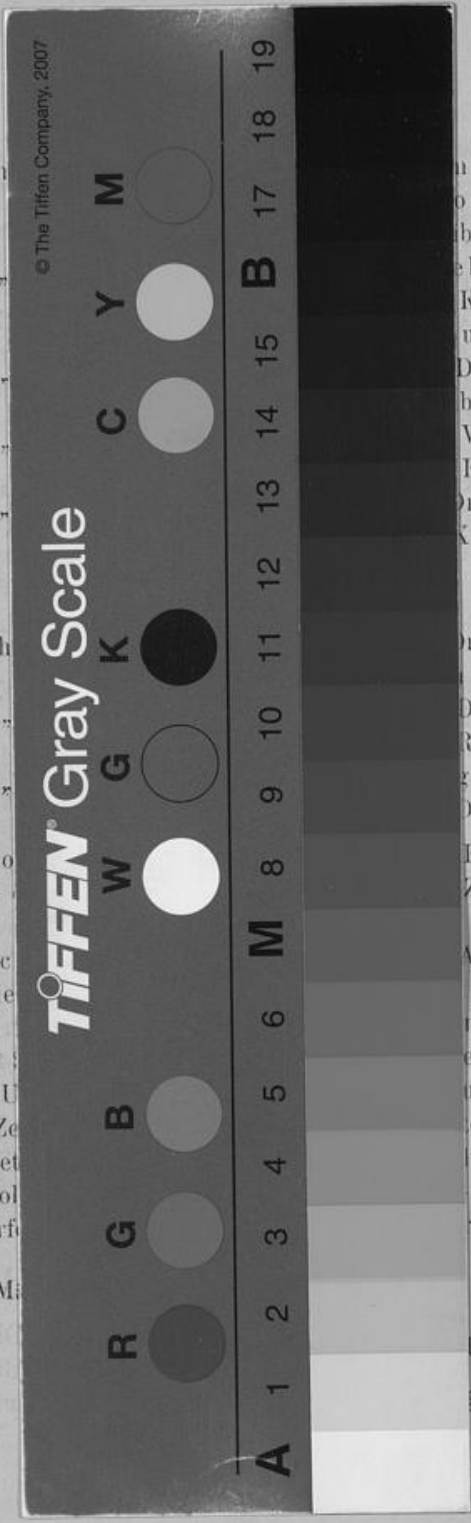 © The Tiffen Company, 2007
TIFFEN® Gray Scale
R G B W G K C Y M
A 1 2 3 4 5 6 M 8 9 10 11 12 13 14 15 B 17 18 19